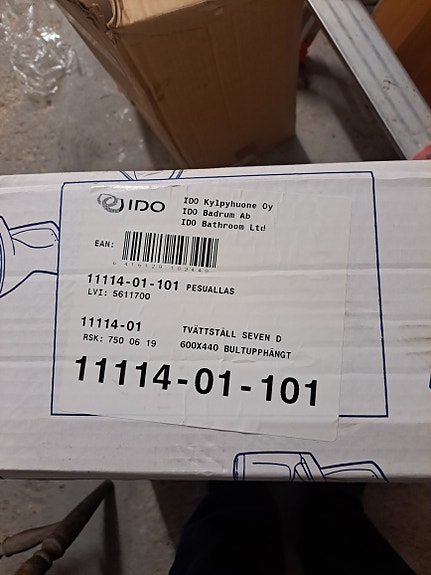 IDO
IDO Kylpyhuone Oy
IDO Badrum Ab
IDO Bathroom Ltd
EAN:
11114-01-101 PESUALLAS
LVI: 5611700
11114-01 TVÄTTSTÄLL SEVEN D
RSK: 750 06 19 600X440 BULTUPPHÄNGT
11114-01-101